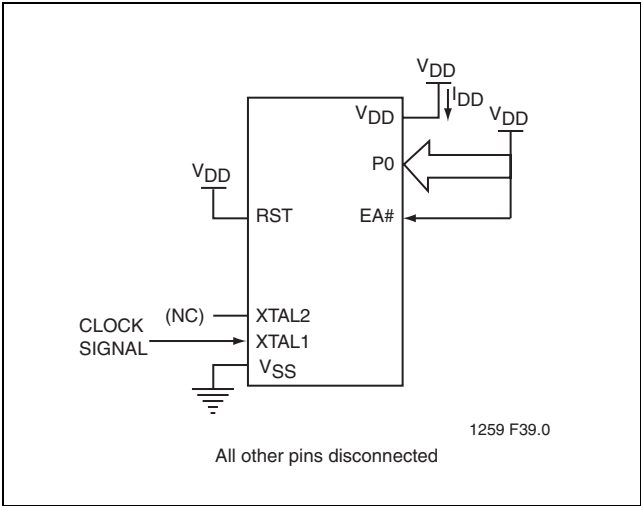 VDD
IDD
VDD
VDD
P0
VDD
RST
EA#
(NC)
XTAL2
CLOCK
SIGNAL
XTAL1
VSS
1259 F39.0
All other pins disconnected